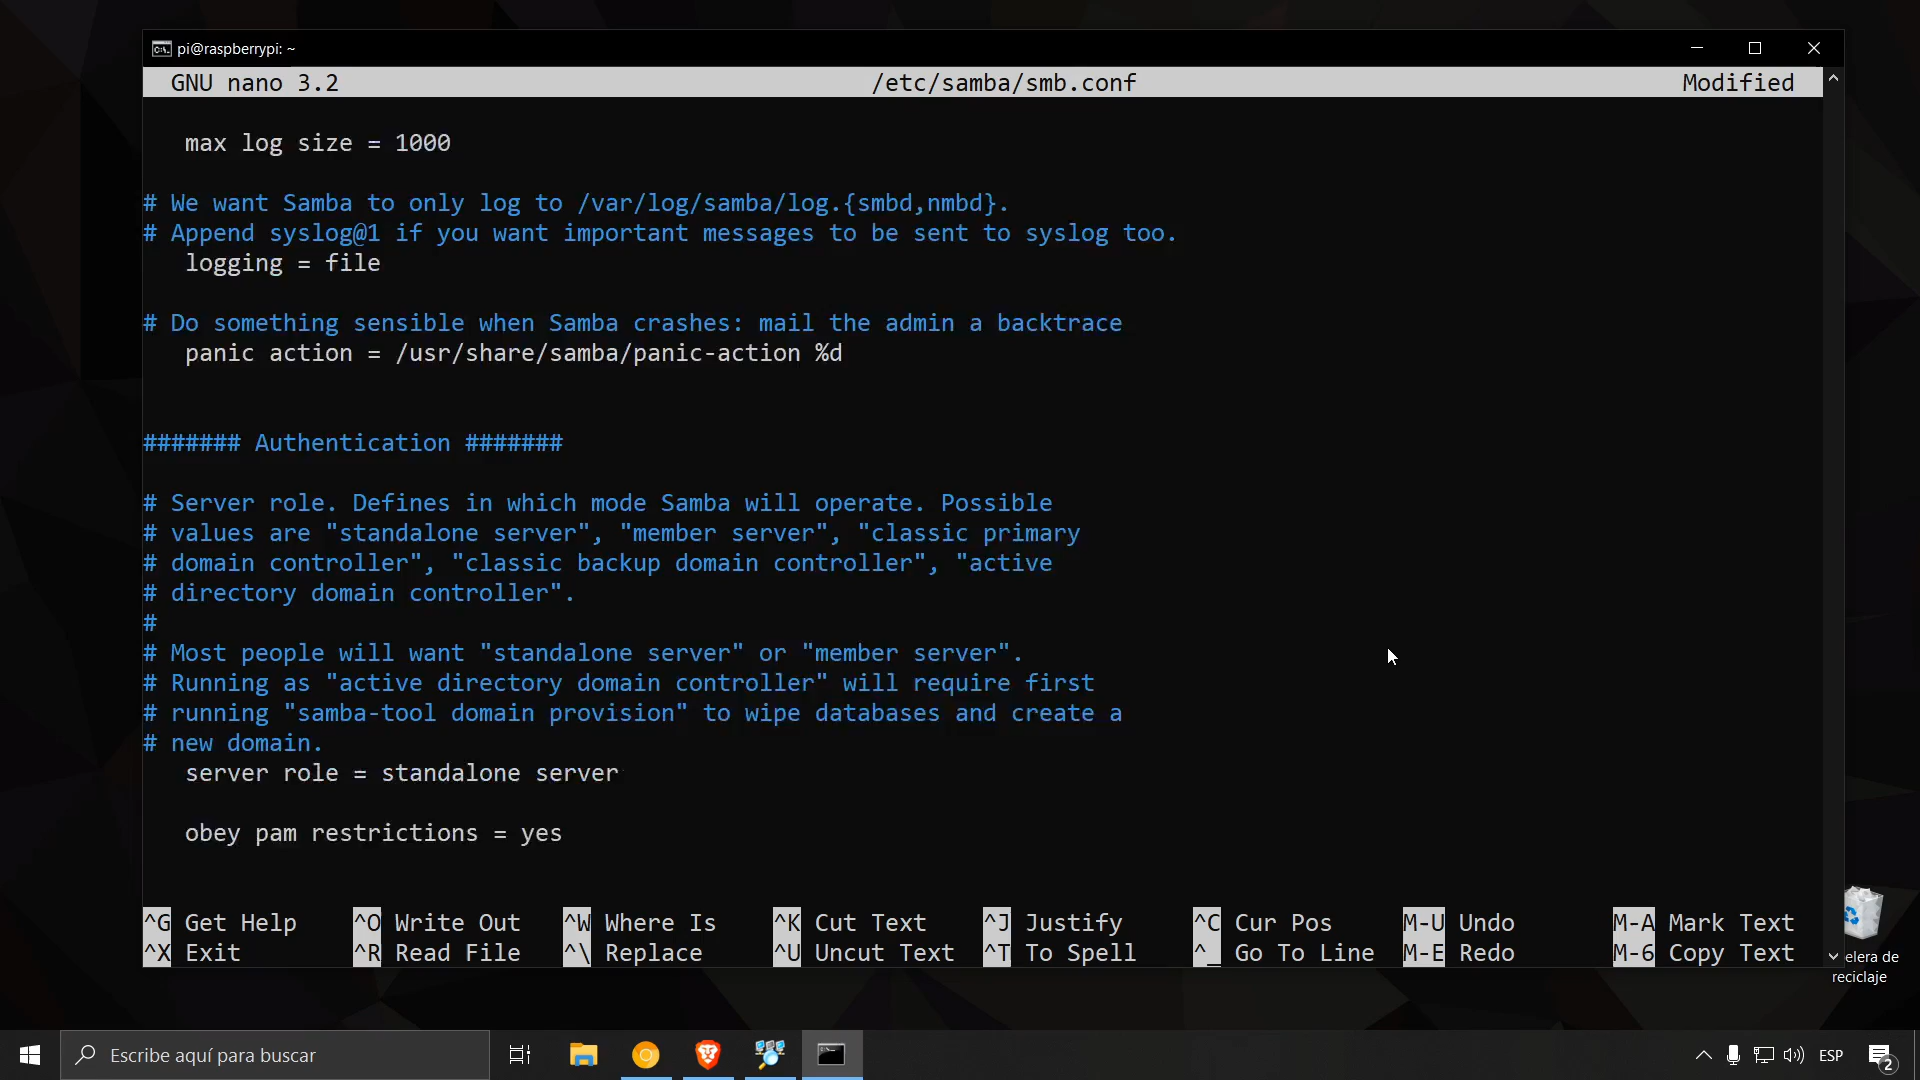 pi@raspberrypi: ~
GNU nano 3.2 /etc/samba/smb.conf Modified
max log size = 1000
# We want Samba to only log to /var/log/samba/log.{smbd,nmbd}.
# Append syslog@1 if you want important messages to be sent to syslog too.
logging = file
# Do something sensible when Samba crashes: mail the admin a backtrace
panic action = /usr/share/samba/panic-action %d
####### Authentication #######
# Server role. Defines in which mode Samba will operate. Possible
# values are "standalone server", "member server", "classic primary
# domain controller", "classic backup domain controller", "active
# directory domain controller".
#
# Most people will want "standalone server" or "member server".
# Running as "active directory domain controller" will require first
# running "samba-tool domain provision" to wipe databases and create a
# new domain.
server role = standalone server
obey pam restrictions = yes
^G Get Help ^O Write Out ^W Where Is ^K Cut Text ^J Justify ^C Cur Pos M-U Undo M-A Mark Text
^X Exit ^R Read File ^\ Replace ^U Uncut Text ^T To Spell ^_ Go To Line M-E Redo M-6 Copy Text
elera de
reciclaje
Escribe aquí para buscar
ESP
2